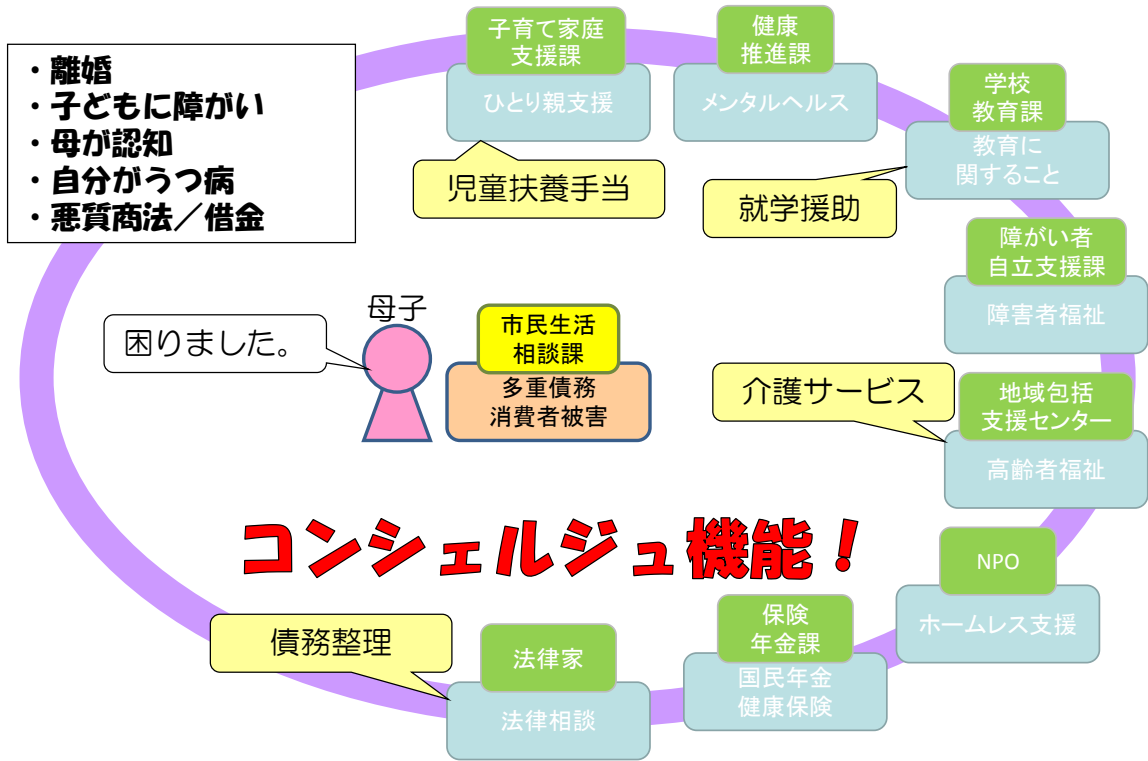 ・離婚
・子どもに障がい
・母が認知
・自分がうつ病
・悪質商法／借金
子育て家庭
支援課
ひとり親支援
児童扶養手当
健康
推進課
メンタルヘルス
学校
教育課
教育に
関すること
就学援助
障がい者
自立支援課
障害者福祉
母子
困りました。
市民生活
相談課
多重債務
消費者被害
介護サービス
地域包括
支援センター
高齢者福祉
コンシェルジュ機能！
NPO
ホームレス支援
保険
年金課
国民年金
健康保険
債務整理
法律家
法律相談